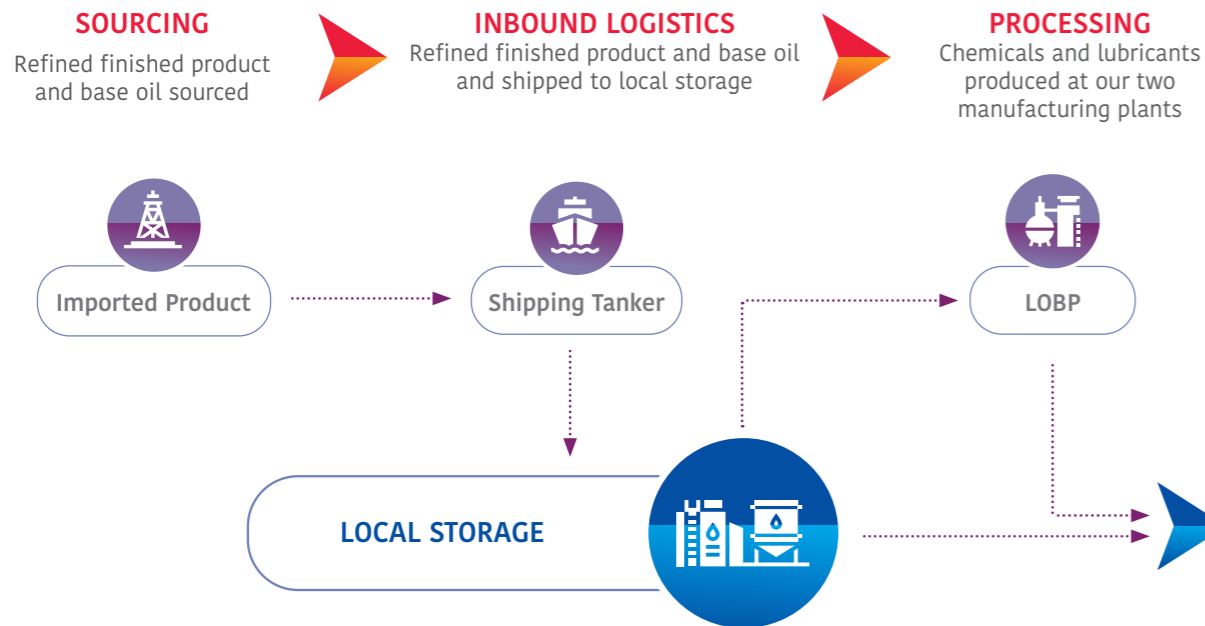 SOURCING
Refined finished product
and base oil sourced
INBOUND LOGISTICS
Refined finished product and base oil
and shipped to local storage
PROCESSING
Chemicals and lubricants
produced at our two
manufacturing plants
Imported Product
Shipping Tanker
LOBP
LOCAL STORAGE